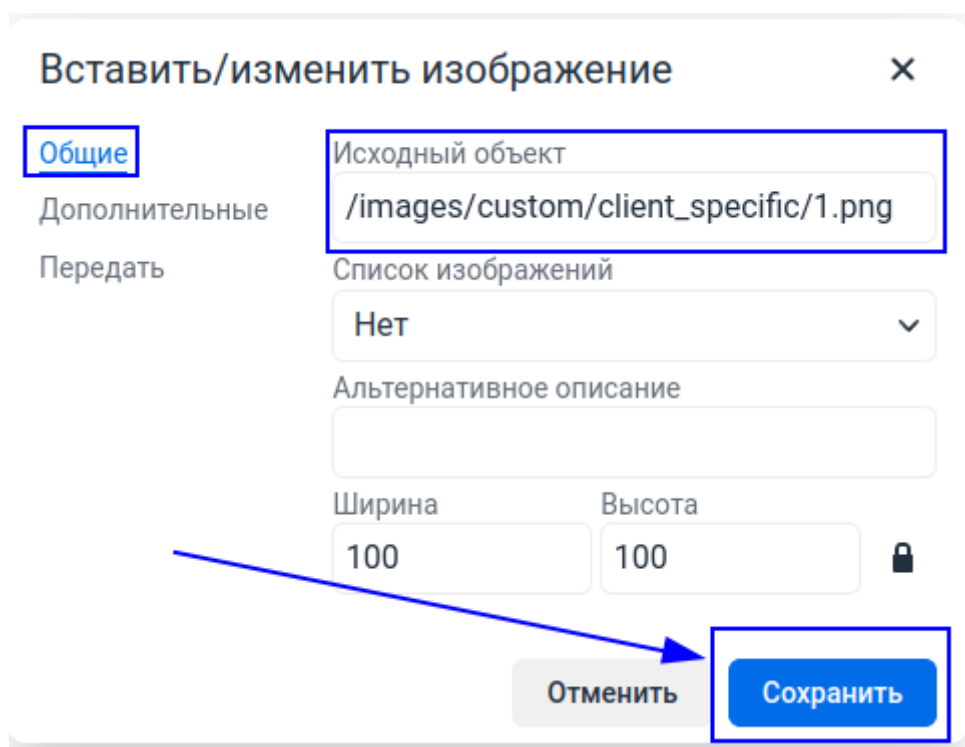 Вставить/изменить изображение
Общие
Дополнительные
Передать
Исходный объект
/images/custom/client_specific/1.png
Список изображений
Нет
Альтернативное описание
Ширина
Высота
100
100
Отменить
Сохранить